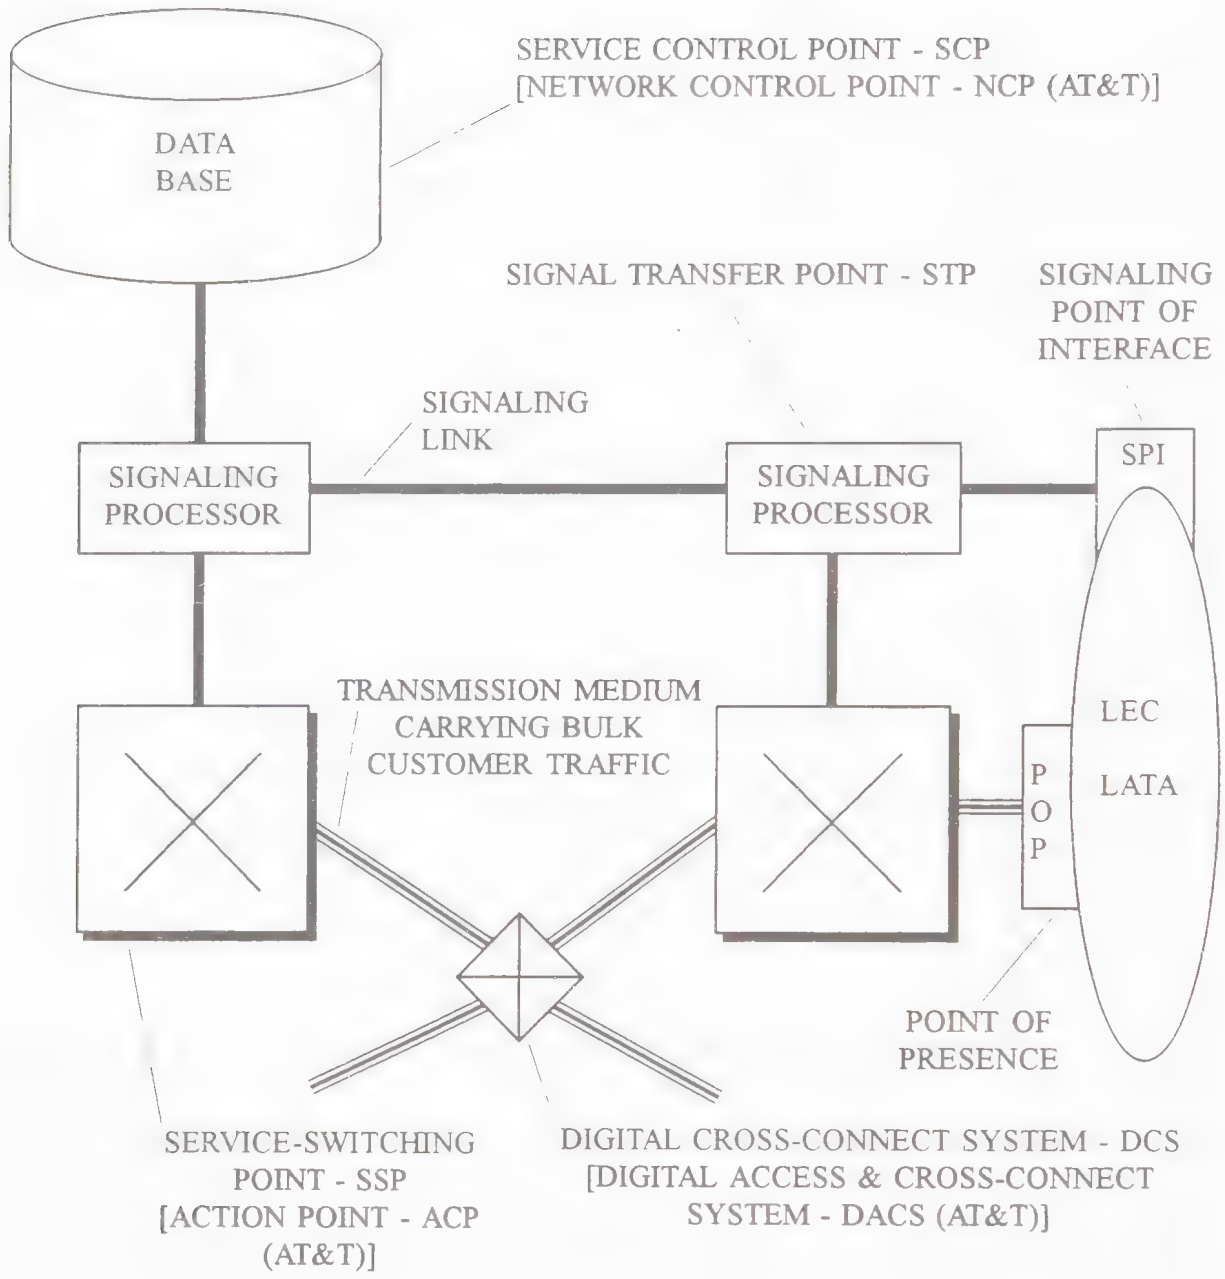 SERVICE CONTROL POINT - SCP
[NETWORK CONTROL POINT - NCP (AT&T)]
DATA
BASE
SIGNAL TRANSFER POINT - STP
SIGNALING
POINT OF
INTERFACE
SIGNALING
LINK
SIGNALING
PROCESSOR
SIGNALING
PROCESSOR
SPI
TRANSMISSION MEDIUM
CARRYING BULK
CUSTOMER TRAFFIC
LEC
LATA
P
O
P
POINT OF
PRESENCE
SERVICE-SWITCHING
POINT - SSP
[ACTION POINT - ACP
(AT&T)]
DIGITAL CROSS-CONNECT SYSTEM - DCS
[DIGITAL ACCESS & CROSS-CONNECT
SYSTEM - DACS (AT&T)]